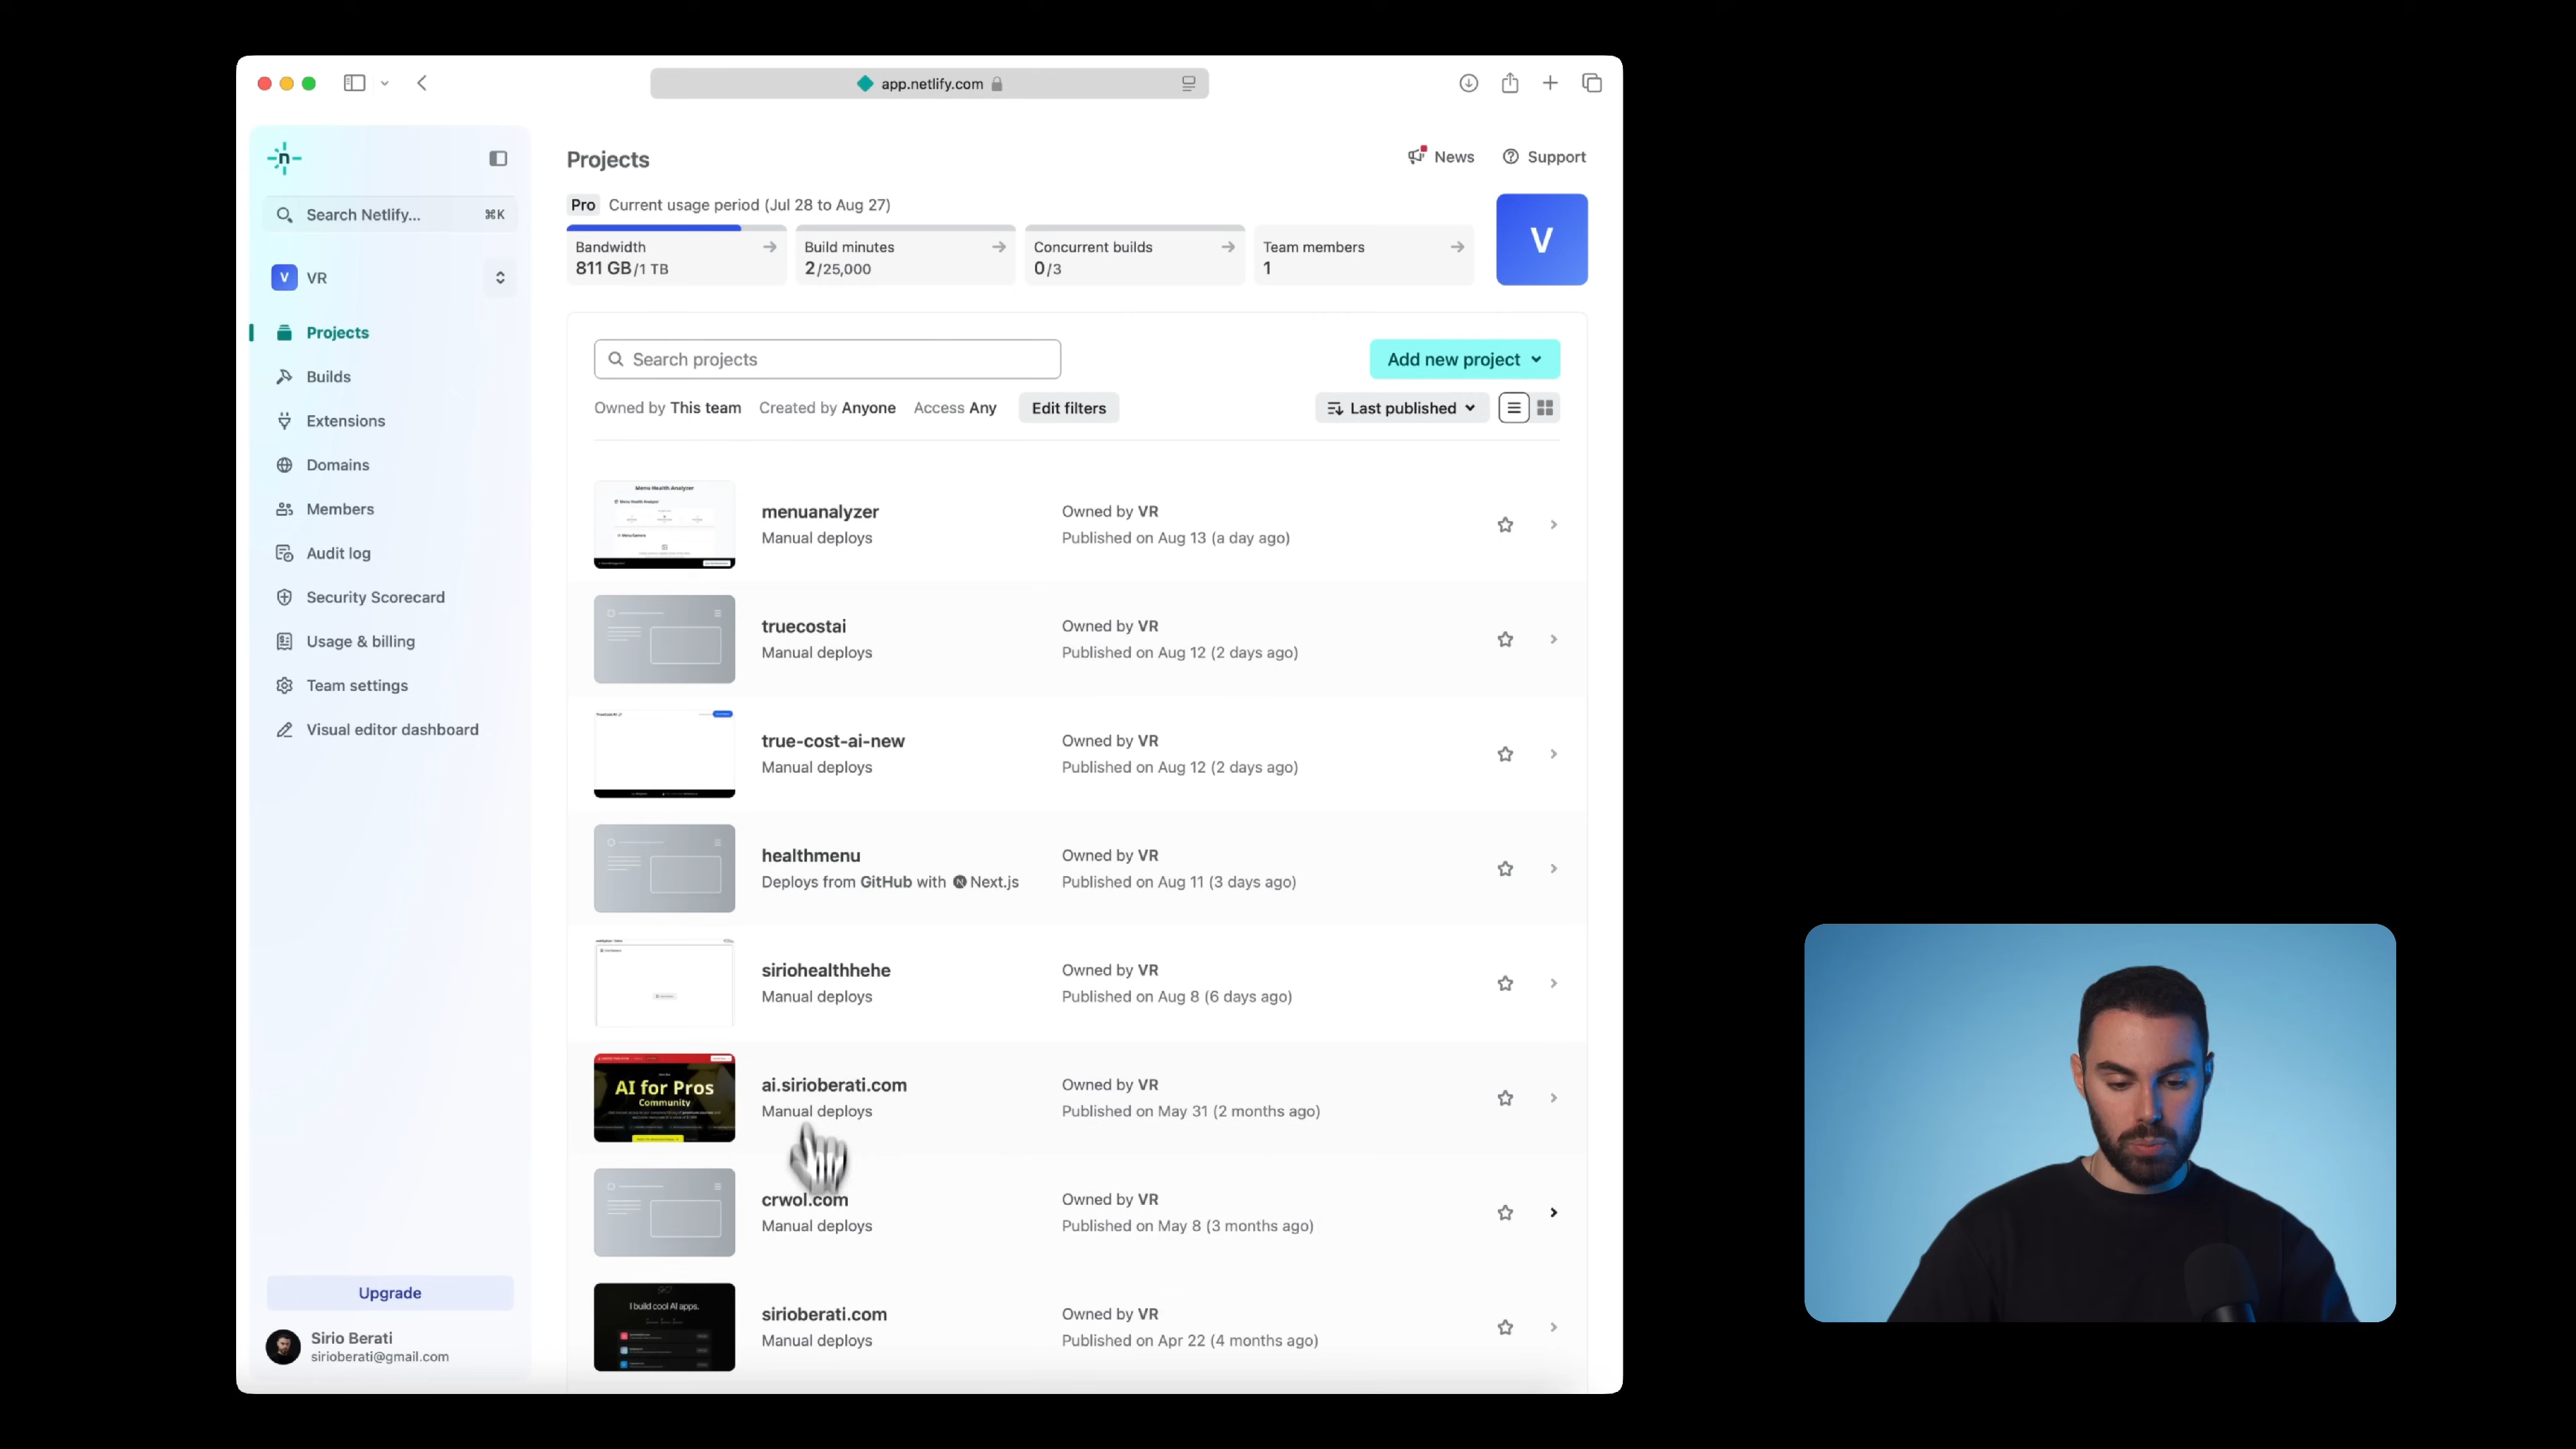 app.netlify.com
n
Search Netlify...
⌘K
V
VR
Projects
Builds
Extensions
Domains
Members
Audit log
Security Scorecard
Usage & billing
Team settings
Visual editor dashboard
Upgrade
Sirio Berati
sirioberati@gmail.com
Projects
News
Support
Pro
Current usage period (Jul 28 to Aug 27)
Bandwidth
811 GB/1 TB
Build minutes
2/25,000
Concurrent builds
0/3
Team members
1
V
Search projects
Add new project
Owned by This team
Created by Anyone
Access Any
Edit filters
Last published
Menu Health Analyzer
menuanalyzer
Manual deploys
Owned by VR
Published on Aug 13 (a day ago)
truecostai
Manual deploys
Owned by VR
Published on Aug 12 (2 days ago)
true-cost-ai-new
Manual deploys
Owned by VR
Published on Aug 12 (2 days ago)
healthmenu
Deploys from GitHub with N Next.js
Owned by VR
Published on Aug 11 (3 days ago)
siriohealthhehe
Manual deploys
Owned by VR
Published on Aug 8 (6 days ago)
AI for Pros
Community
ai.sirioberati.com
Manual deploys
Owned by VR
Published on May 31 (2 months ago)
crwol.com
Manual deploys
Owned by VR
Published on May 8 (3 months ago)
I build cool AI apps.
sirioberati.com
Manual deploys
Owned by VR
Published on Apr 22 (4 months ago)